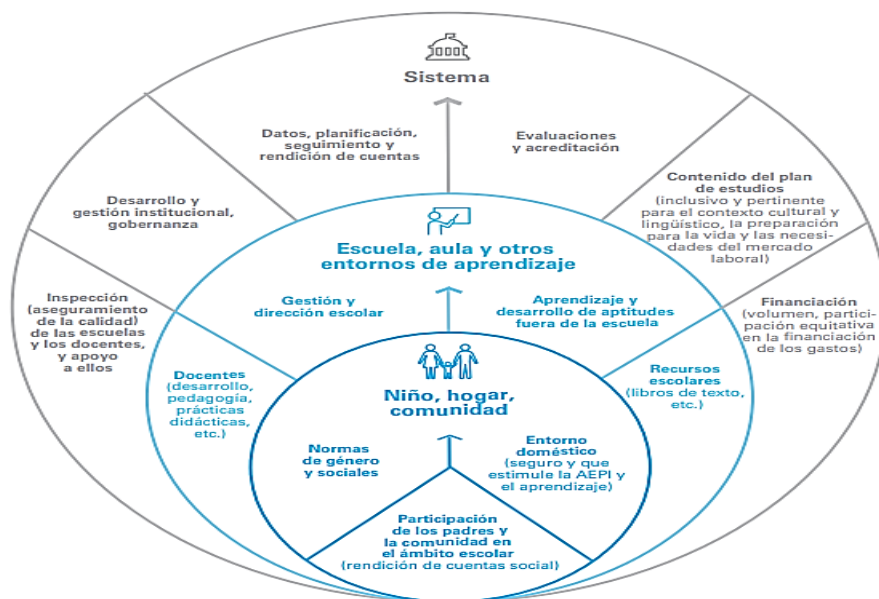 Sistema
Datos, planificación,
seguimiento y
rendición de cuentas
Evaluaciones
y acreditación
Desarrollo y
gestión institucional,
gobernanza
Contenido del plan
de estudios
(inclusivo y pertinente
para el contexto cultural y
lingüístico, la preparación
para la vida y las necesi-
dades del mercado
laboral)
Inspección
(aseguramiento
de la calidad)
de las escuelas
y los docentes,
y apoyo
a ellos
Financiación
(volumen, partici-
pación equitativa
en la financiación
de los gastos)
Escuela, aula y otros
entornos de aprendizaje
Gestión y
dirección escolar
Aprendizaje y
desarrollo de aptitudes
fuera de la escuela
Docentes
(desarrollo,
pedagogía,
prácticas
didácticas,
etc.)
Recursos
escolares
(libros de texto,
etc.)
Niño, hogar,
comunidad
Normas
de género
y sociales
Entorno
doméstico
(seguro y que
estimule la AEPI y
el aprendizaje)
Participación
de los padres y
la comunidad en
el ámbito escolar
(rendición de cuentas social)